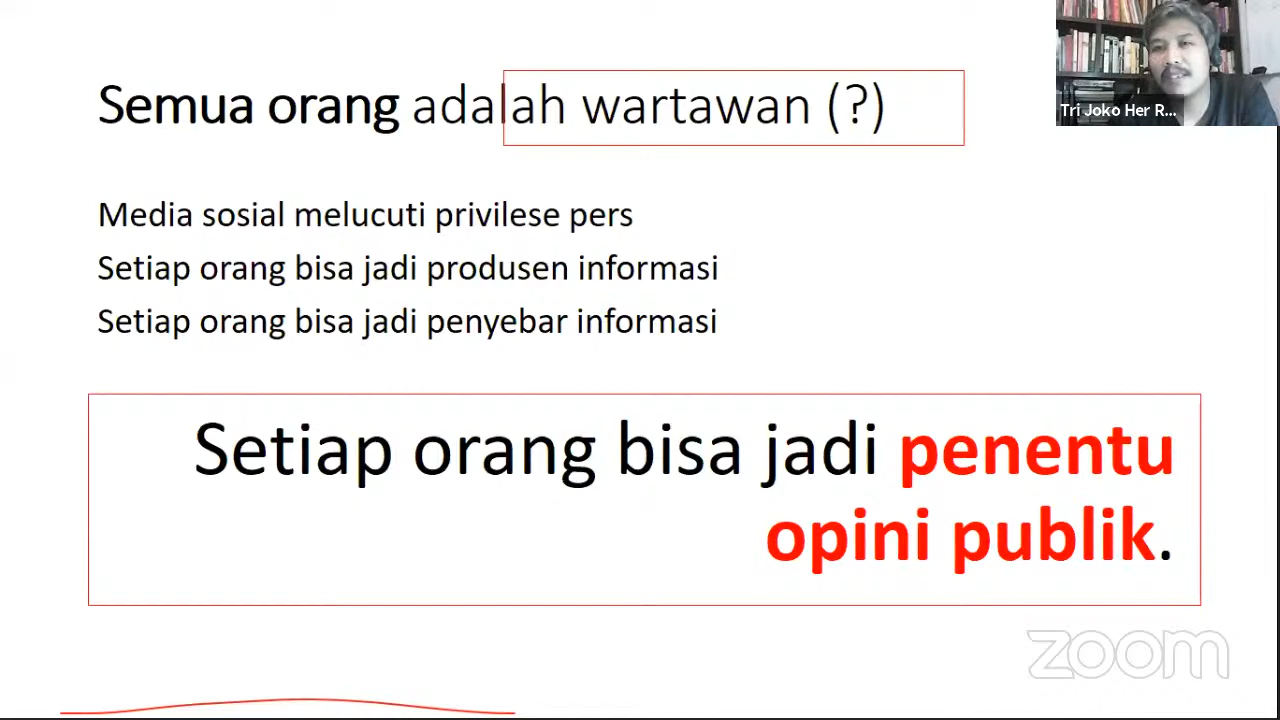 Semua orang adalah wartawan (?)
Tri Joko Her R...
Media sosial melucuti privilese pers
Setiap orang bisa jadi produsen informasi
Setiap orang bisa jadi penyebar informasi
Setiap orang bisa jadi penentu
opini publik.
zoom